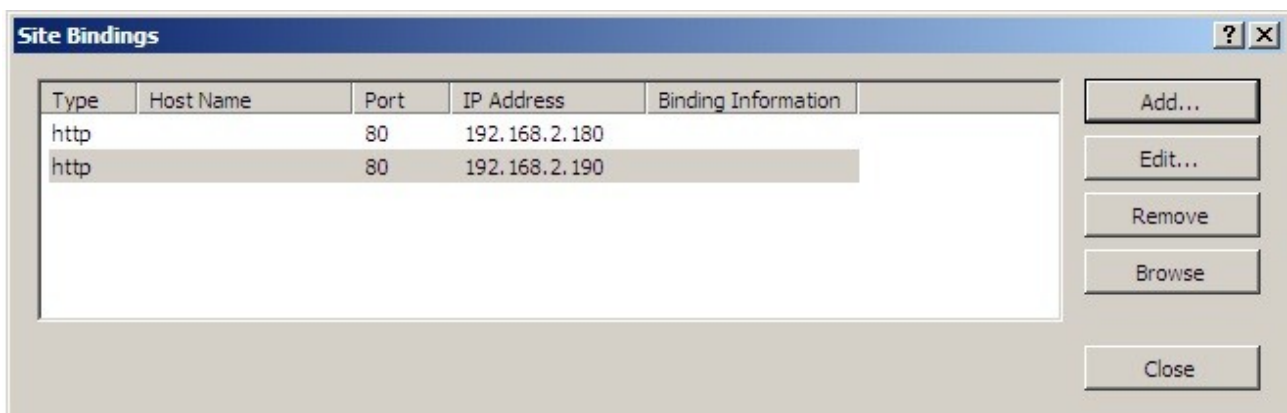 Site Bindings
Type Host Name Port IP Address Binding Information
http 80 192.168.2.180
http 80 192.168.2.190
Add...
Edit...
Remove
Browse
Close